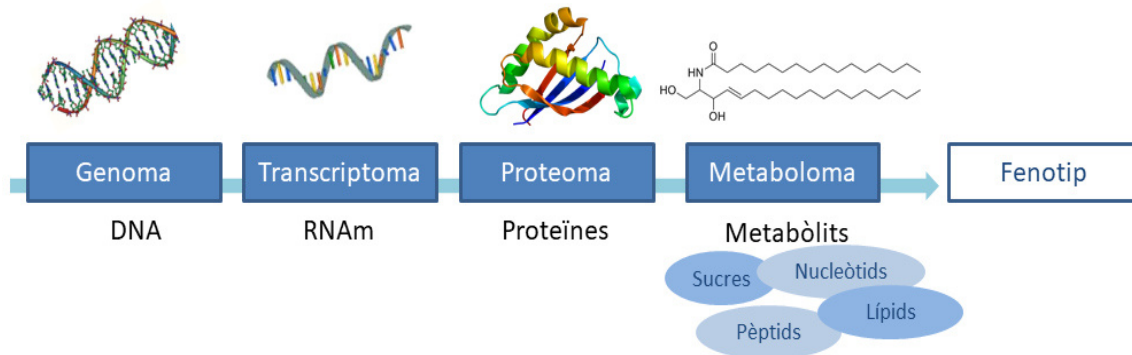 O
HN
HO
OH
Genoma
Transcriptoma
Proteoma
Metaboloma
Fenotip
DNA
RNAm
Proteïnes
Metabòlits
Sucres
Nucleòtids
Lípids
Pèptids